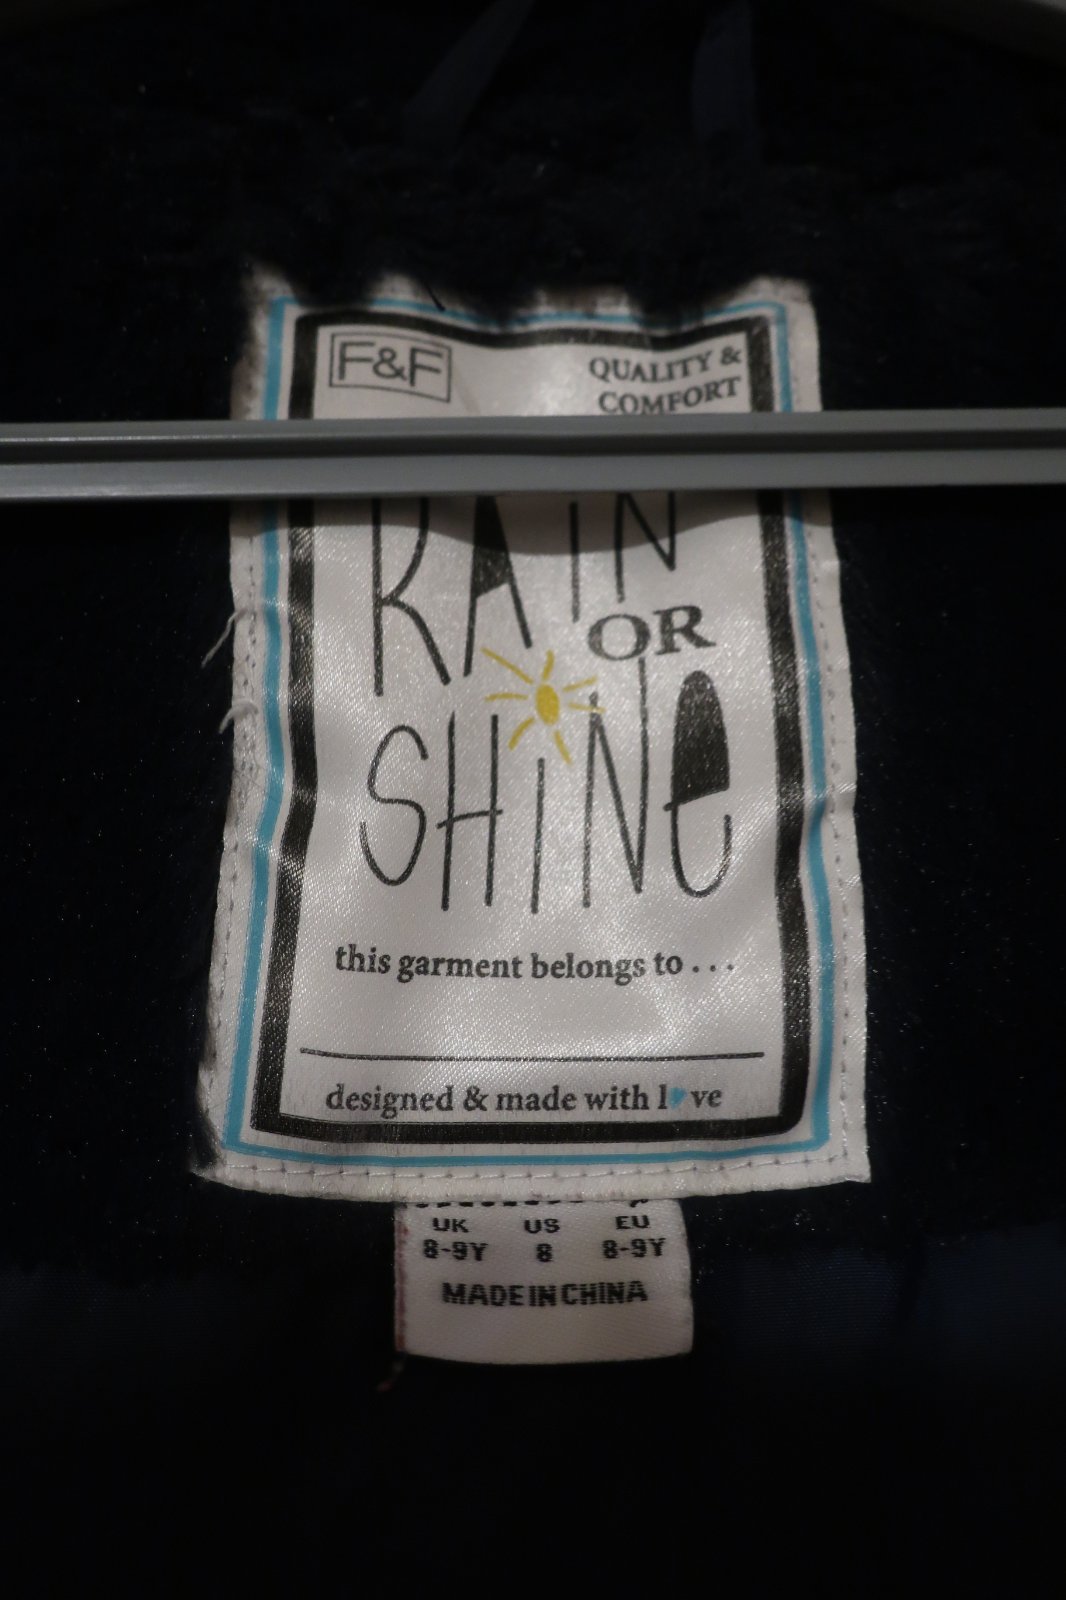 F&F
QUALITY &
COMFORT
RAIN
OR
SHINE
this garment belongs to . . .
designed & made with love
UK US EU
8-9Y 8 8-9Y
MADE IN CHINA